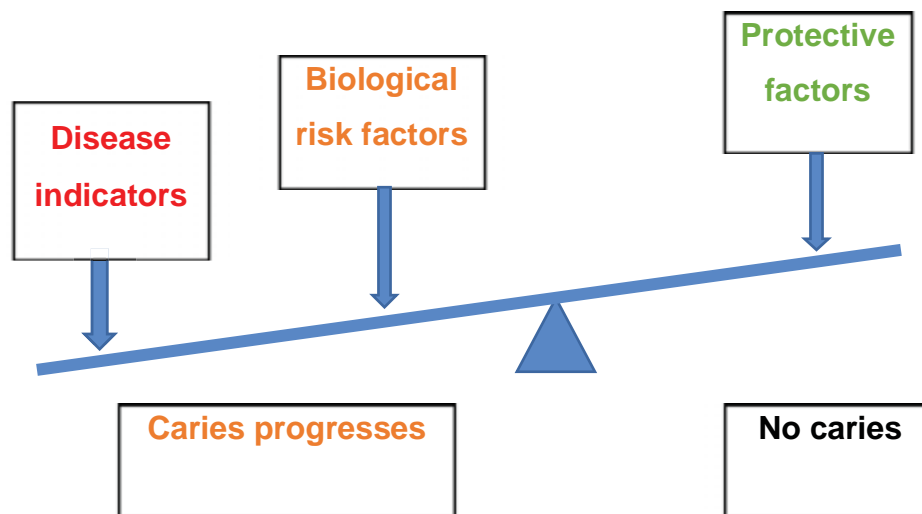 Disease
indicators
Biological
risk factors
Protective
factors
Caries progresses
No caries